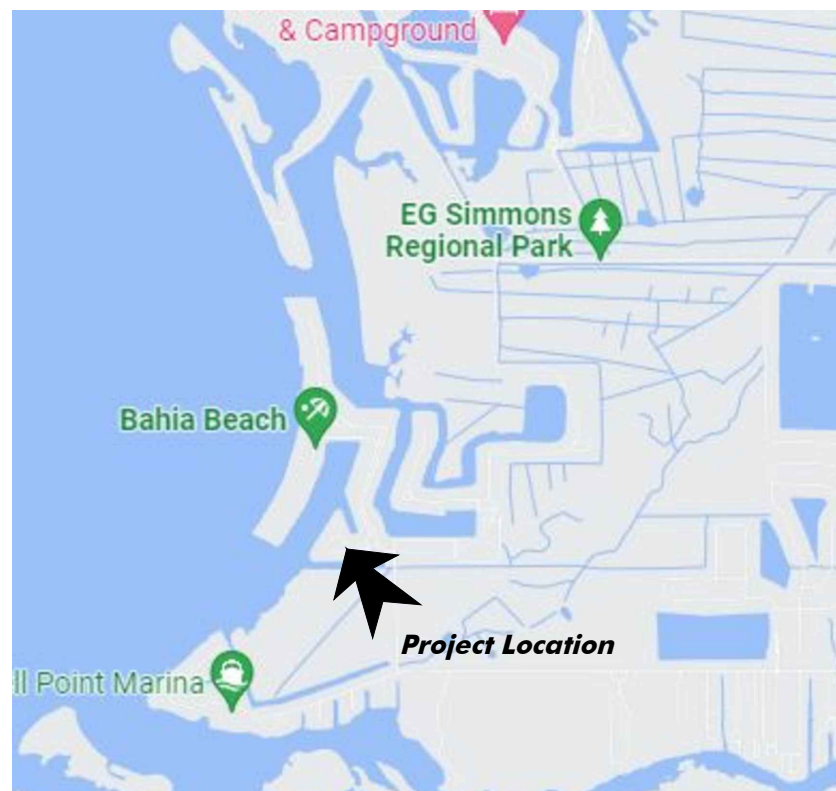 & Campground
EG Simmons
Regional Park
Bahia Beach
Project Location
ll Point Marina